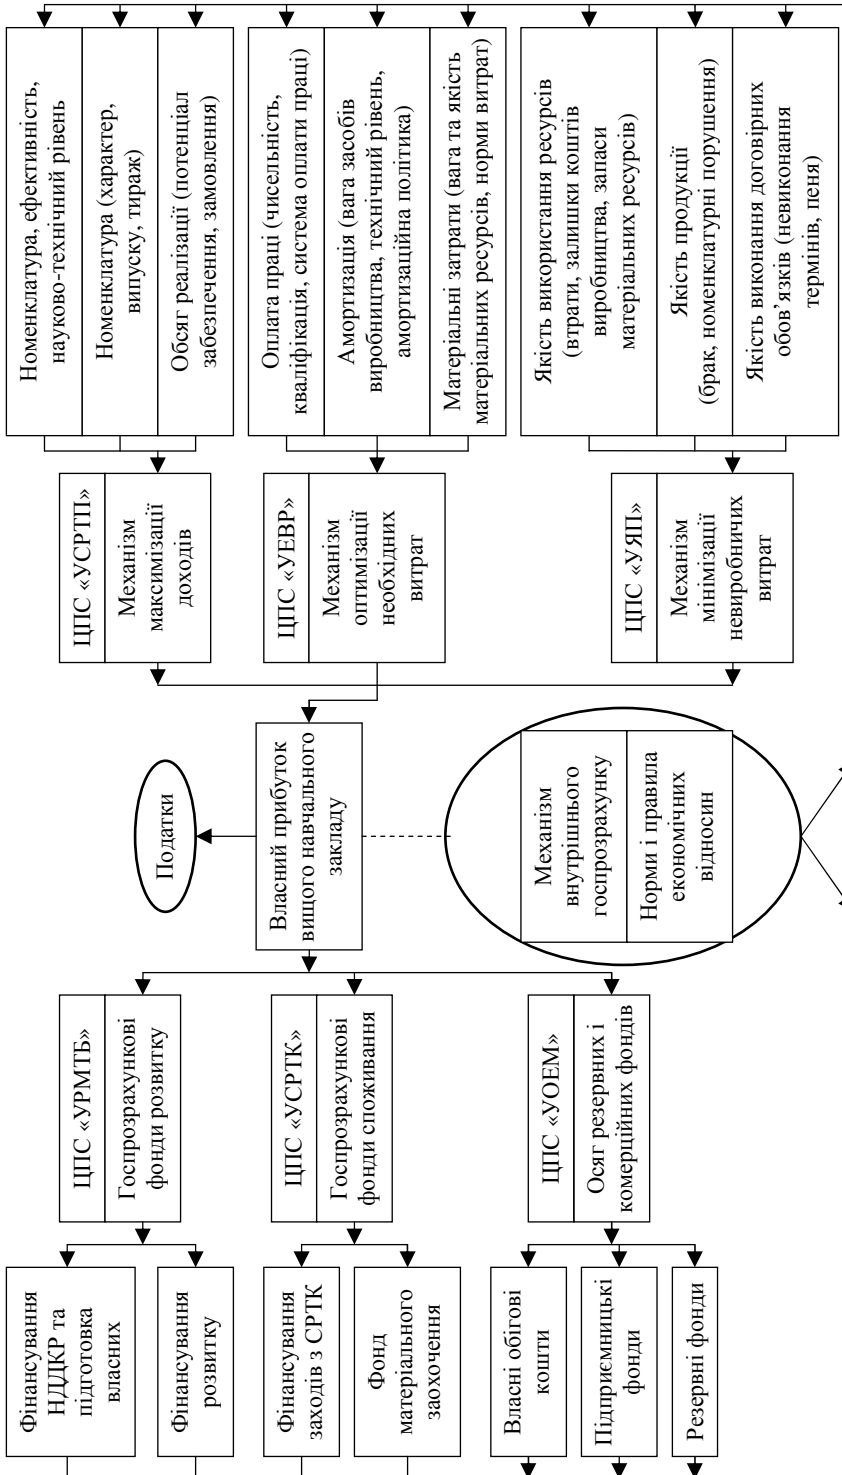 Номенклатура, ефективність,
науково-технічний рівень
Номенклатура (характер,
випуску, тираж)
Обсяг реалізації (потенціал
забезпечення, замовлення)
Оплата праці (чисельність,
кваліфікація, система оплати праці)
Амортизація (вага засобів
виробництва, технічний рівень,
амортизаційна політика)
Матеріальні затрати (вага та якість
матеріальних ресурсів, норми витрат)
Якість використання ресурсів
(втрати, залишки коштів
виробництва, запаси
матеріальних ресурсів)
Якість продукції
(брак, номенклатурні порушення)
Якість виконання договірних
обов’язків (невиконання
термінів, пеня)
ЦПС «УСРТП»
Механізм
максимізації
доходів
ЦПС «УЕВР»
Механізм
оптимізації
необхідних
витрат
ЦПС «УЯП»
Механізм
мінімізації
невиробничих
витрат
Податки
Власний прибуток
вищого навчального
закладу
Механізм
внутрішнього
госпрозрахунку
Норми і правила
економічних
відносин
ЦПС «УРМТБ»
Госпрозрахункові
фонди розвитку
ЦПС «УСРТК»
Госпрозрахункові
фонди споживання
ЦПС «УОЕМ»
Осяг резервних і
комерційних фондів
Фінансування
НДДКР та
підготовка
власних
Фінансування
розвитку
Фінансування
заходів з СРТК
Фонд
матеріального
заохочення
Власні обігові
кошти
Підприємницькі
фонди
Резервні фонди